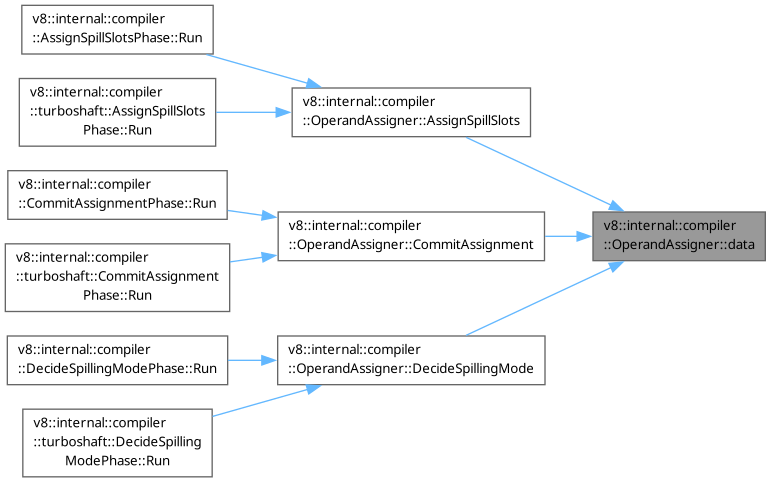 v8::internal::compiler
::AssignSpillSlotsPhase::Run
v8::internal::compiler
::turboshaft::AssignSpillSlots
Phase::Run
v8::internal::compiler
::OperandAssigner::AssignSpillSlots
v8::internal::compiler
::CommitAssignmentPhase::Run
v8::internal::compiler
::turboshaft::CommitAssignment
Phase::Run
v8::internal::compiler
::OperandAssigner::CommitAssignment
v8::internal::compiler
::OperandAssigner::data
v8::internal::compiler
::DecideSpillingModePhase::Run
v8::internal::compiler
::turboshaft::DecideSpilling
ModePhase::Run
v8::internal::compiler
::OperandAssigner::DecideSpillingMode